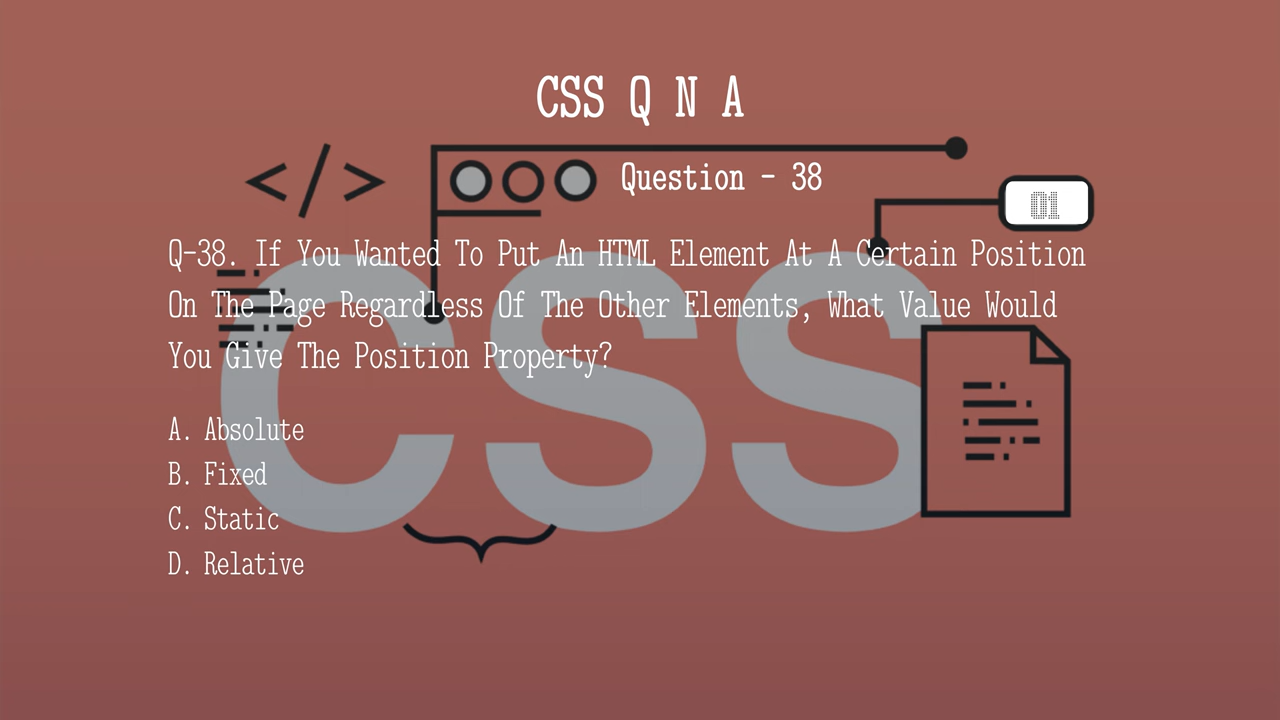 CSS Q N A
Question - 38
01
Q-38. If You Wanted To Put An HTML Element At A Certain Position
On The Page Regardless Of The Other Elements, What Value Would
You Give The Position Property?
A. Absolute
B. Fixed
C. Static
D. Relative
CSS